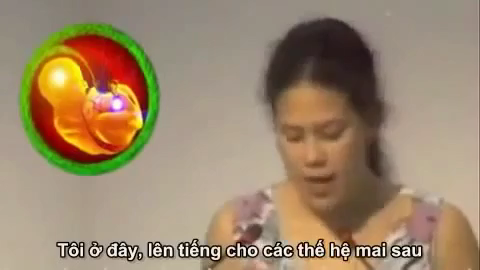 Tôi ở đây, lên tiếng cho các thế hệ mai sau